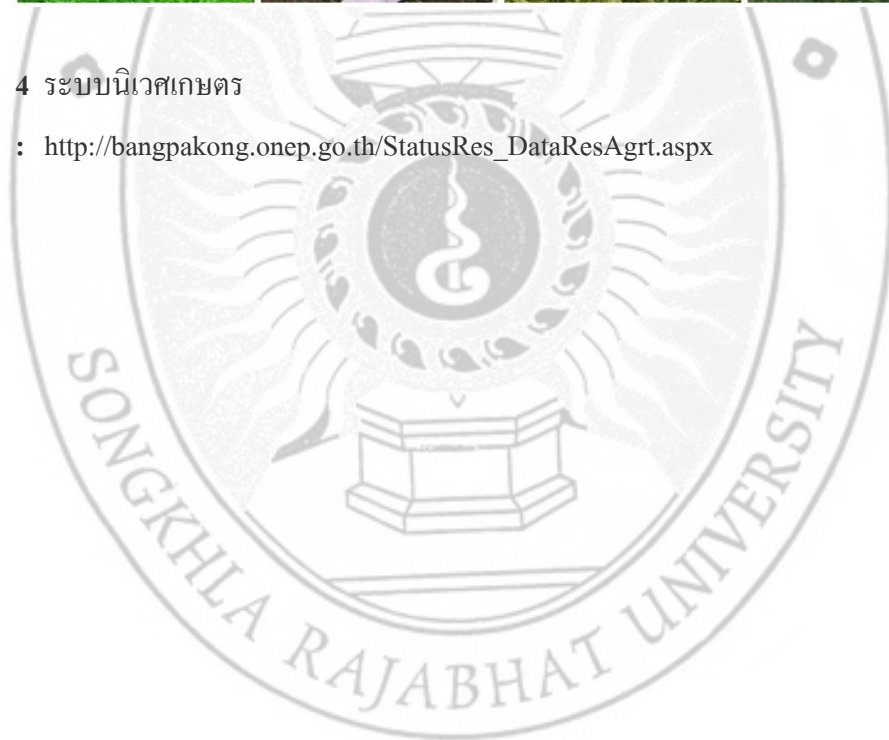 4 ระบบนิเวศเกษตร
: http://bangpakong.onep.go.th/StatusRes_DataResAgrt.aspx
SONGKHLA RAJABHAT UNIVERSITY